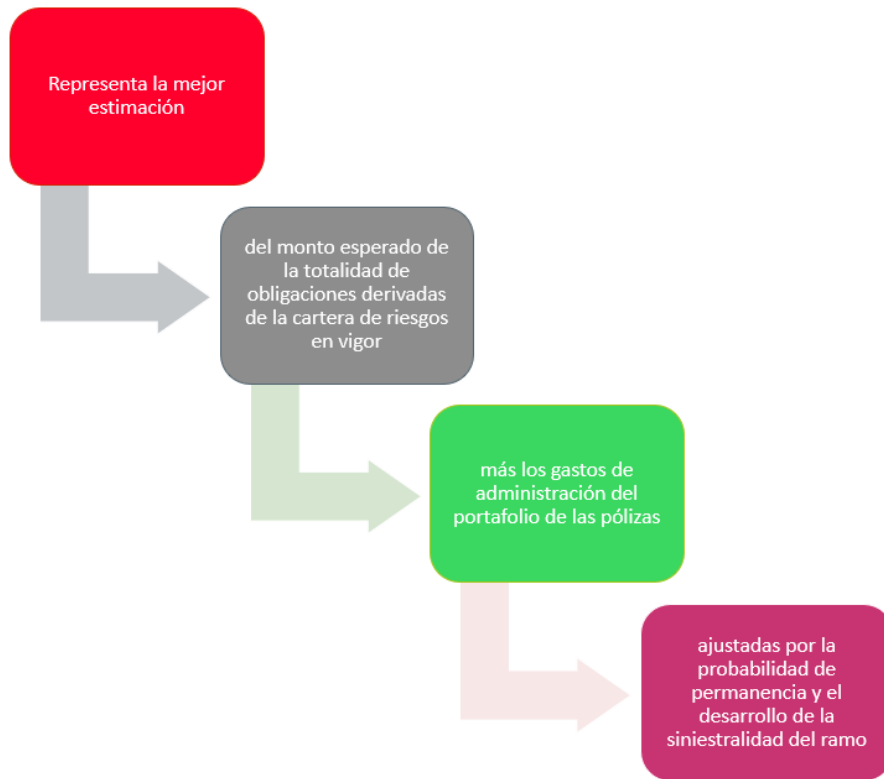 Representa la mejor
estimación
del monto esperado de
la totalidad de
obligaciones derivadas
de la cartera de riesgos
en vigor
más los gastos de
administración del
portafolio de las pólizas
ajustadas por la
probabilidad de
permanencia y el
desarrollo de la
siniestralidad del ramo